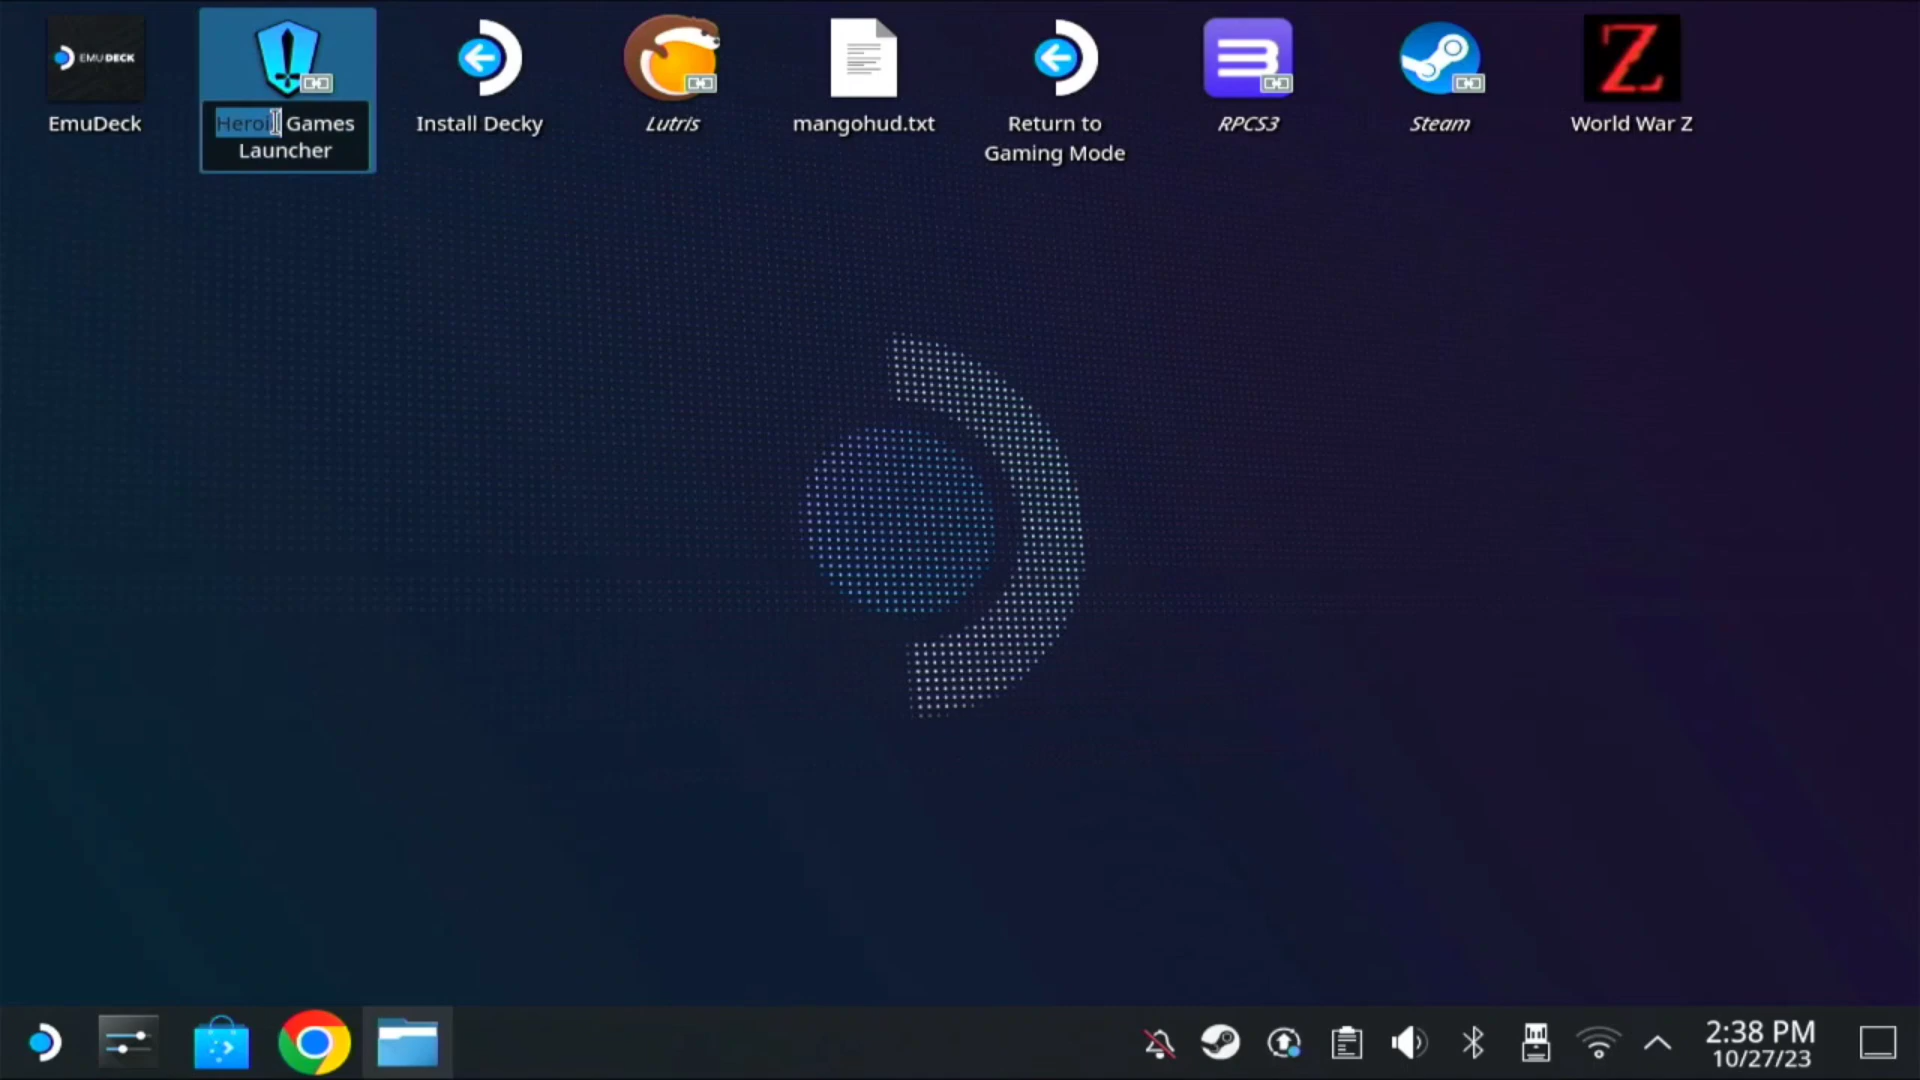 EMUDECK
EmuDeck
Heroic Games
Launcher
Install Decky
Lutris
mangohud.txt
Return to
Gaming Mode
RPCS3
Steam
Z
World War Z
2:38 PM
10/27/23